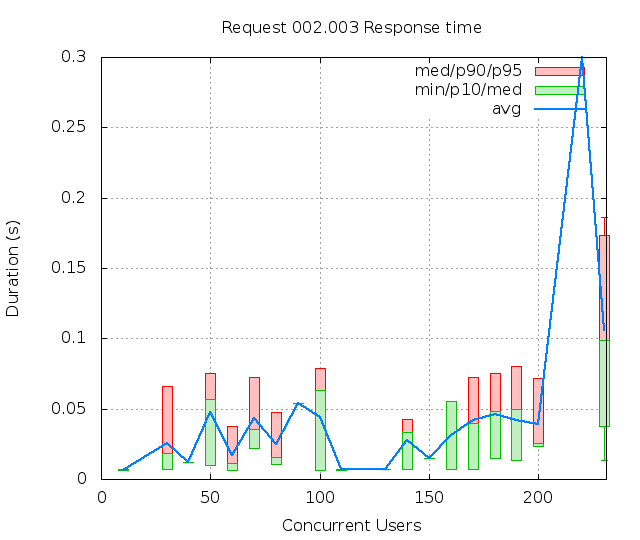 Request 002.003 Response time
0.3
0.25
0.2
0.15
0.1
0.05
0
med/p90/p95
min/p10/med
avg
Duration (s)
0 50 100 150 200
Concurrent Users